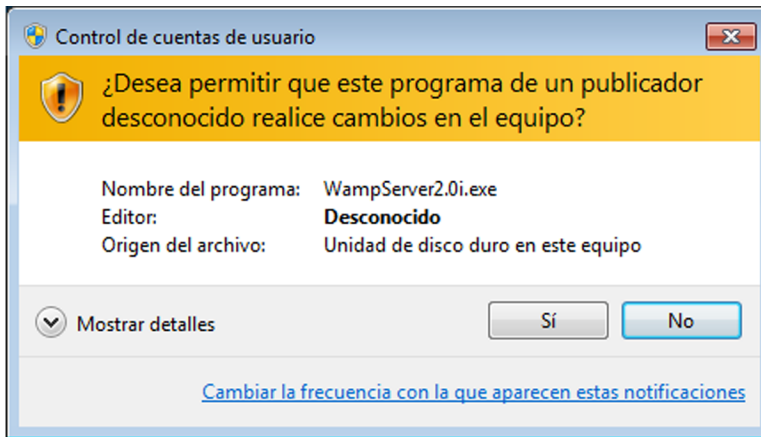 Control de cuentas de usuario
¿Desea permitir que este programa de un publicador
desconocido realice cambios en el equipo?
Nombre del programa: WampServer2.0i.exe
Editor: Desconocido
Origen del archivo: Unidad de disco duro en este equipo
Mostrar detalles Sí No
Cambiar la frecuencia con la que aparecen estas notificaciones